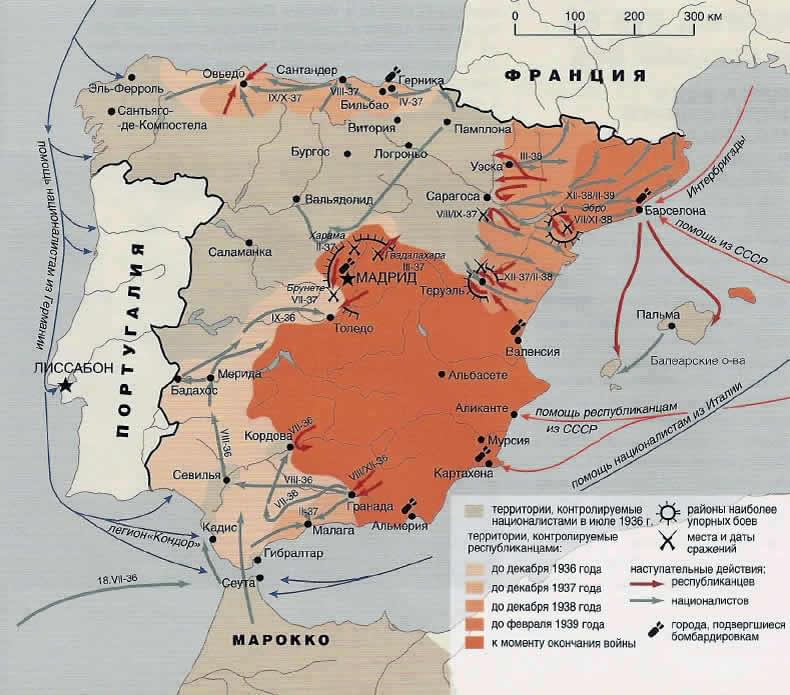 0 100 200 300 км
ФРАНЦИЯ
Эль-Ферроль
Овьедо
Сантандер
Герника
VIII-37
IX/X-37
Бильбао
IV-37
Сантьяго-
-де-Компостела
Витория
Памплона
Бургос
Логроньо
Уэска
III-38
Вальядолид
Сарагоса
XII-38/II-39
Интербригады
VIII/IX-37
Эбро
VII/XI-38
Барселона
помощь националистам из Германии
помощь из СССР
Харама
II-37
Гвадалахара
III-37
Саламанка
МАДРИД
Брунете
VII-37
XII-37/II-38
Теруэль
IX-36
Толедо
Пальма
Валенсия
Балеарские о-ва
ПОРТУГАЛИЯ
ЛИССАБОН
Бадахос
Мерида
Альбасете
Аликанте
помощь республиканцам
из СССР
помощь националистам из Италии
Кордова
VII-36
Мурсия
VIII-36
Картахена
Севилья
VIII-36
VIII/XII-36
VII-36
Гранада
II-37
Альмерия
легион «Кондор»
Кадис
Малага
Гибралтар
18.VII-36
Сеута
МАРОККО
территории, контролируемые
националистами в июле 1936 г.
территории, контролируемые
республиканцами:
до декабря 1936 года
до декабря 1937 года
до декабря 1938 года
до февраля 1939 года
к моменту окончания войны
районы наиболее
упорных боев
места и даты
сражений
наступательные действия:
республиканцев
националистов
города, подвергшиеся
бомбардировкам